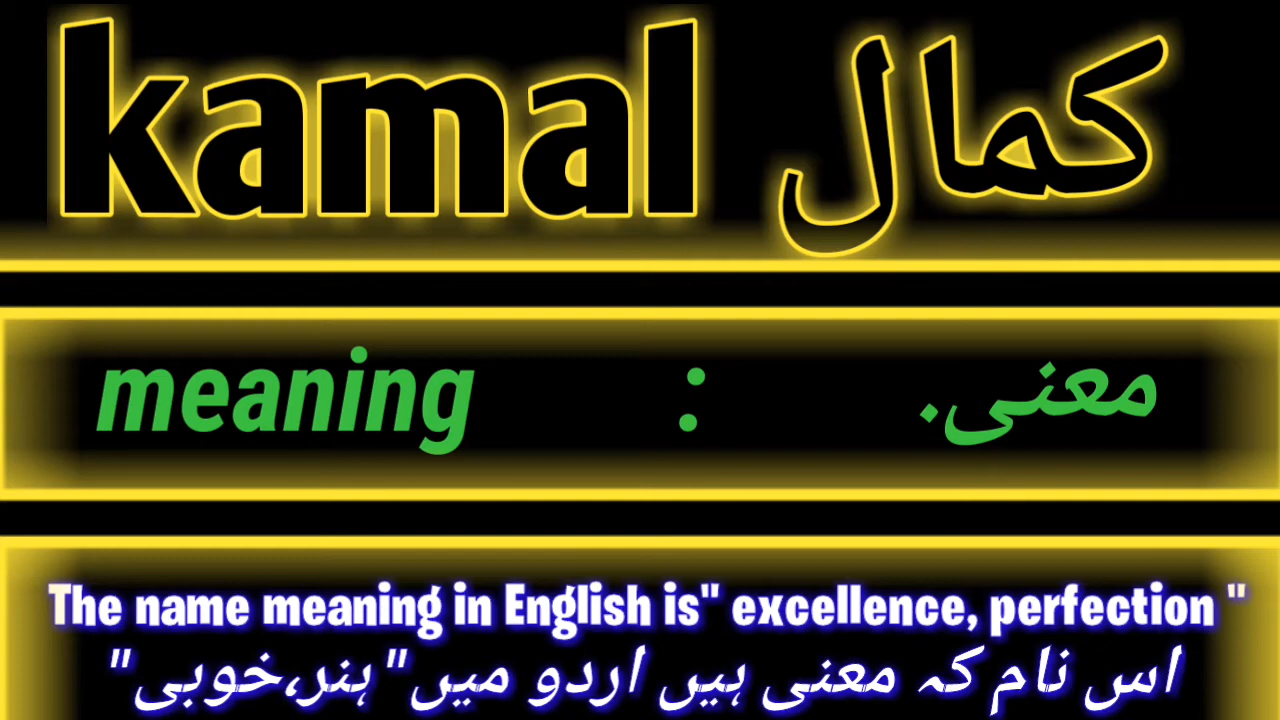 kamal کمال
meaning : معنی.
The name meaning in English is" excellence, perfection "
اس نام کہ معنی ہیں اردو میں" ہنر،خوبی"